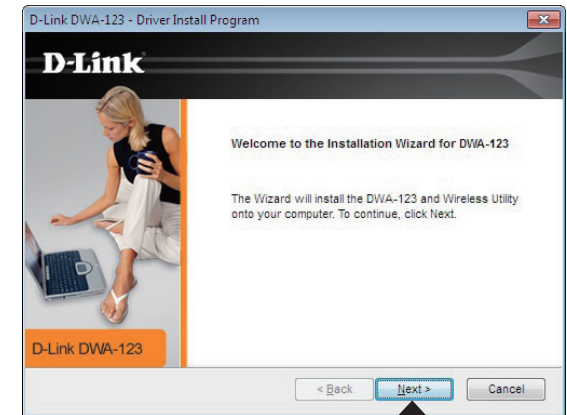 D-Link DWA-123 - Driver Install Program
D-Link
Welcome to the Installation Wizard for DWA-123
The Wizard will install the DWA-123 and Wireless Utility
onto your computer. To continue, click Next.
D-Link DWA-123
< Back
Next >
Cancel